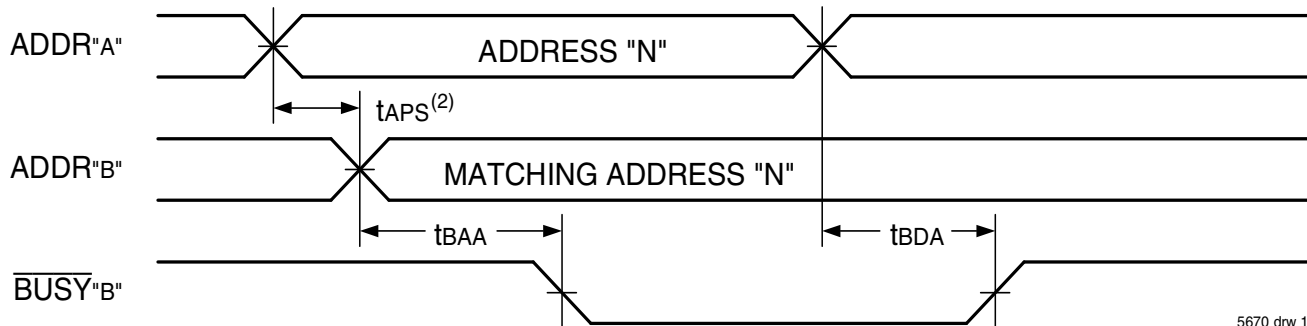 ADDR"A"
ADDRESS "N"
tAPS(2)
ADDR"B"
MATCHING ADDRESS "N"
tBAA
tBDA
BUSY"B"
5670 drw 1